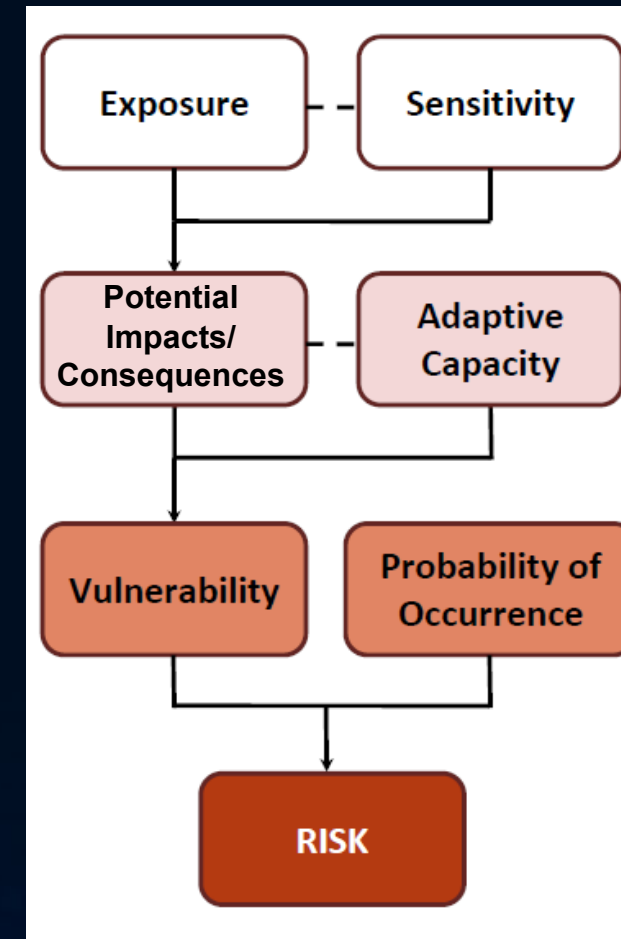 Exposure
Sensitivity
Potential
Impacts/
Consequences
Adaptive
Capacity
Vulnerability
Probability of
Occurrence
RISK